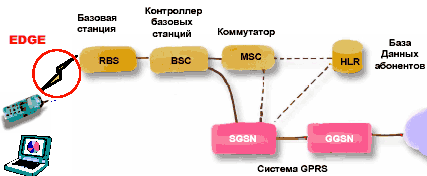 EDGE
Базовая
станция
Контроллер
базовых
станций
Коммутатор
RBS
BSC
MSC
HLR
База
Данных
абонентов
SGSN
GGSN
Система GPRS